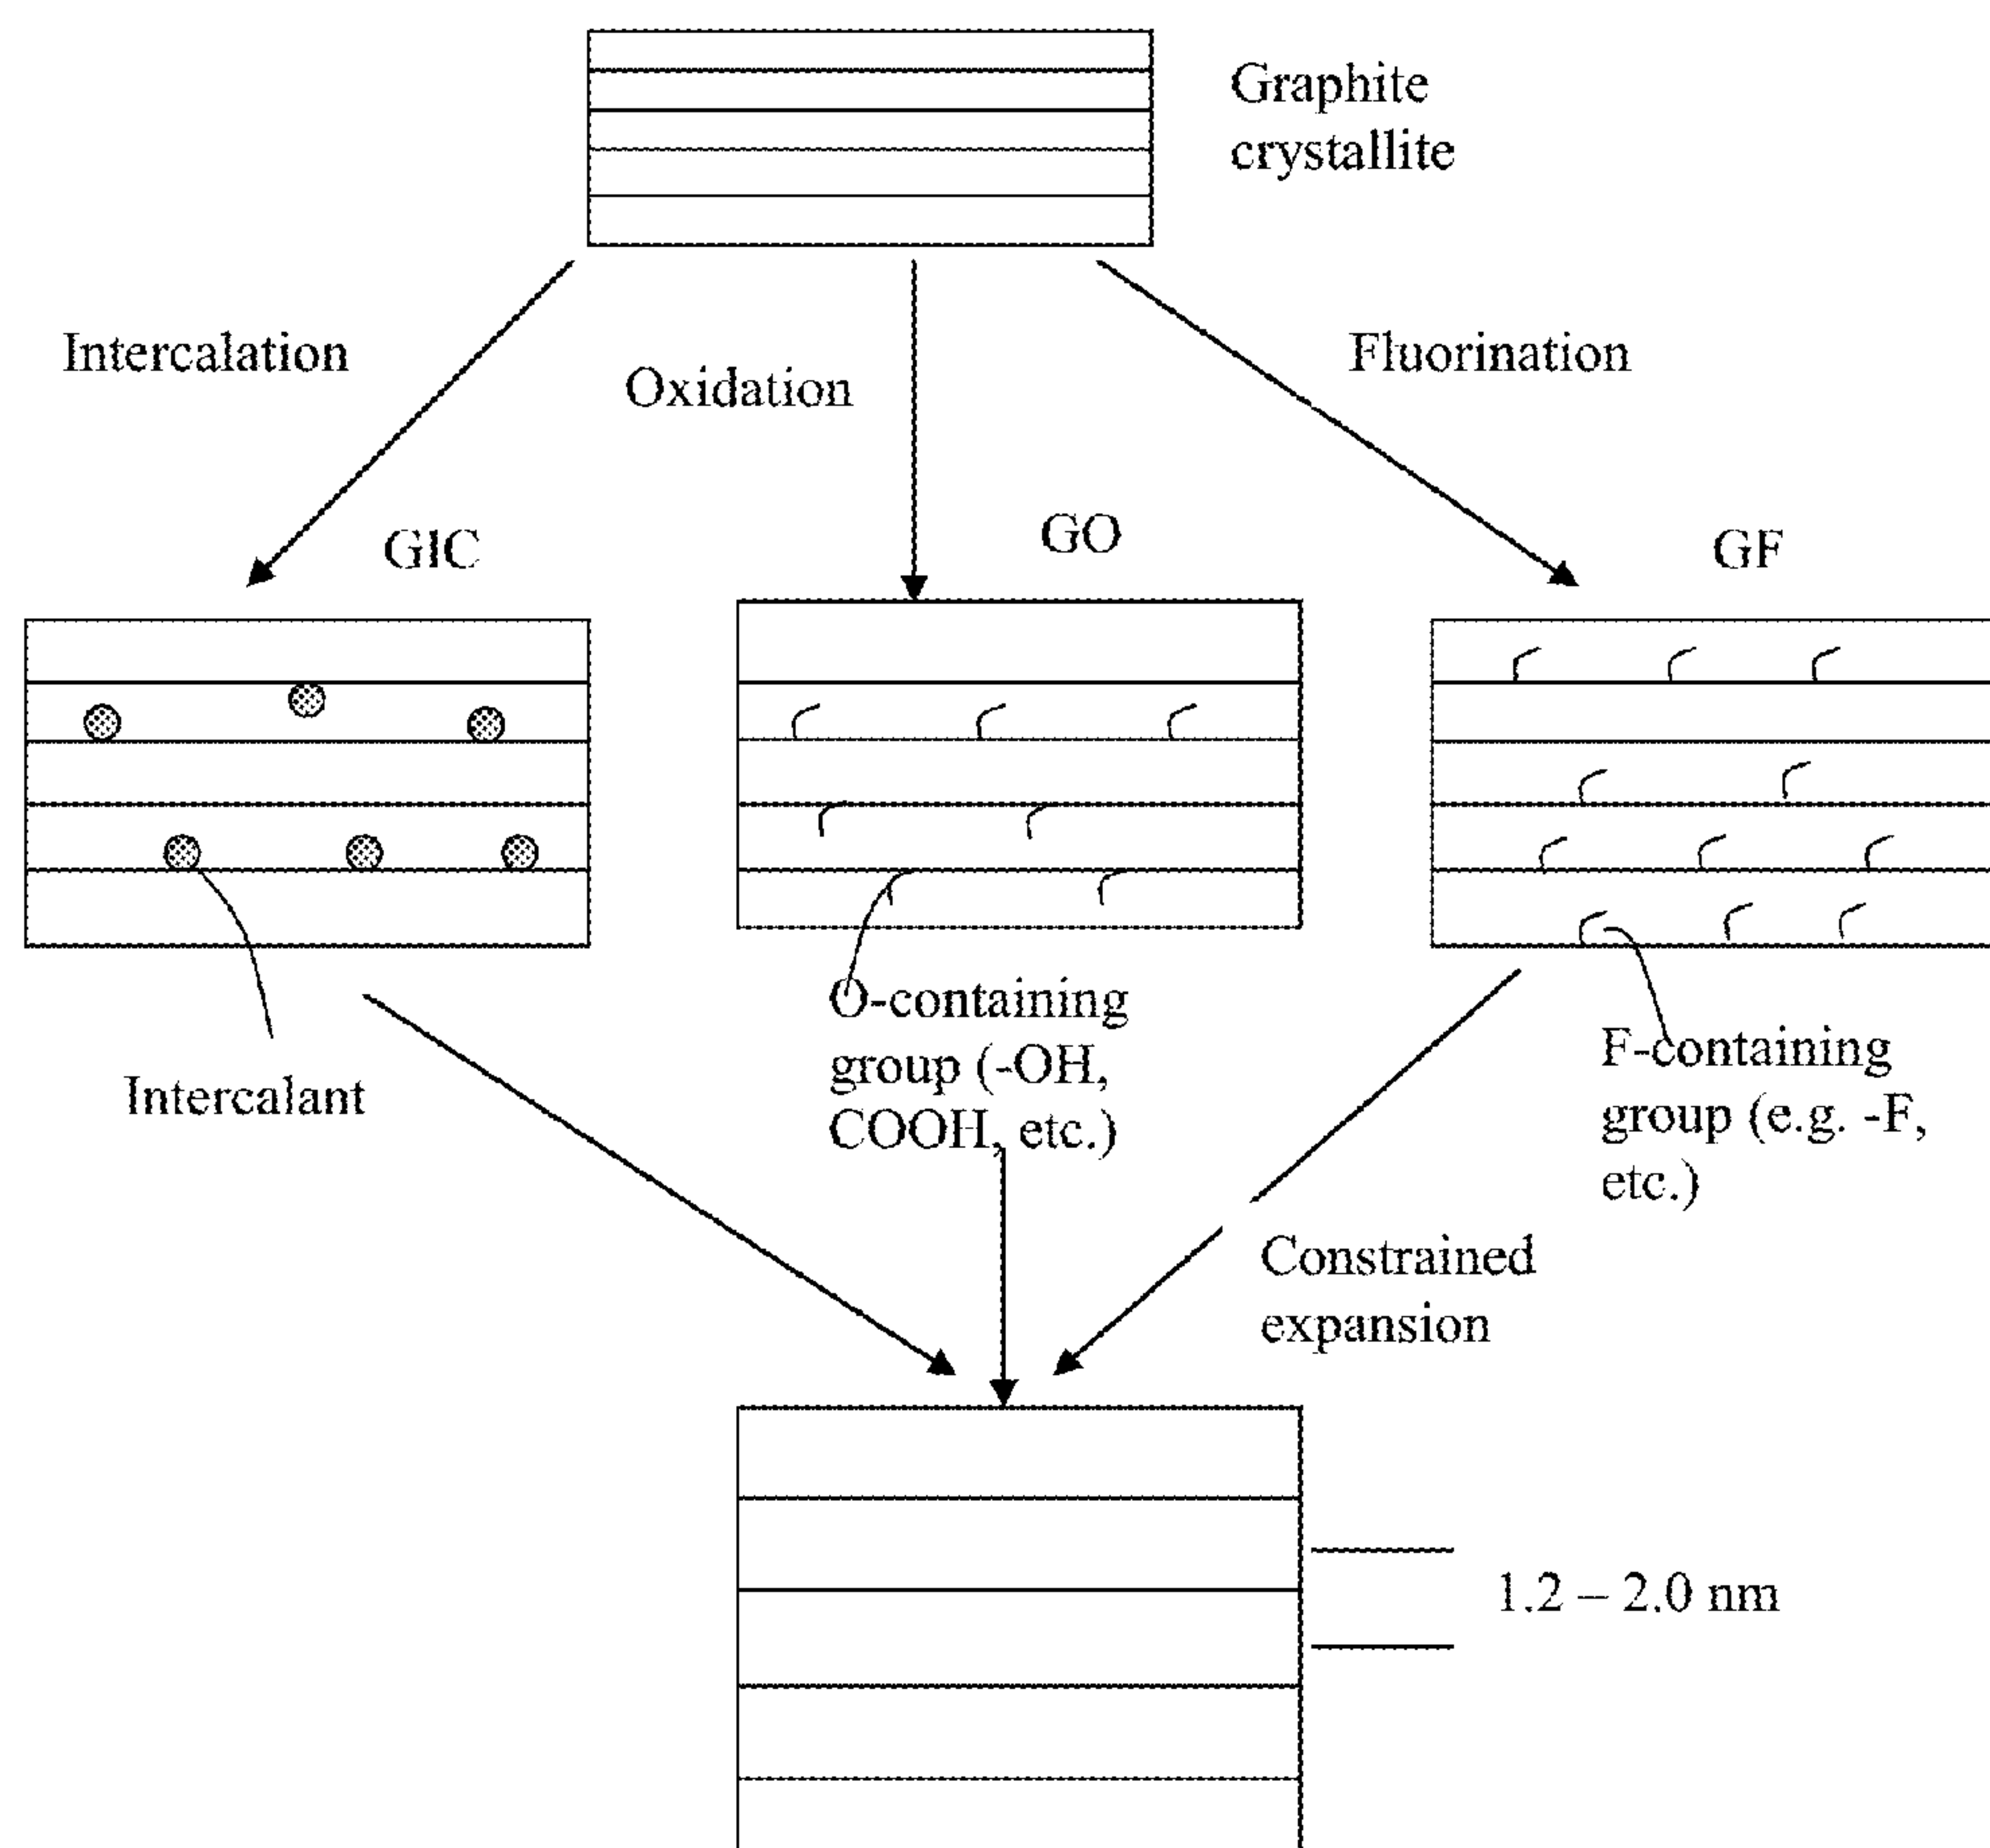 Graphite
crystallite
Intercalation
Oxidation
Fluorination
GIC
GO
GF
O-containing
group (-OH,
COOH, etc.)
Intercalant
F-containing
group (e.g. -F,
etc.)
Constrained
expansion
1.2 – 2.0 nm